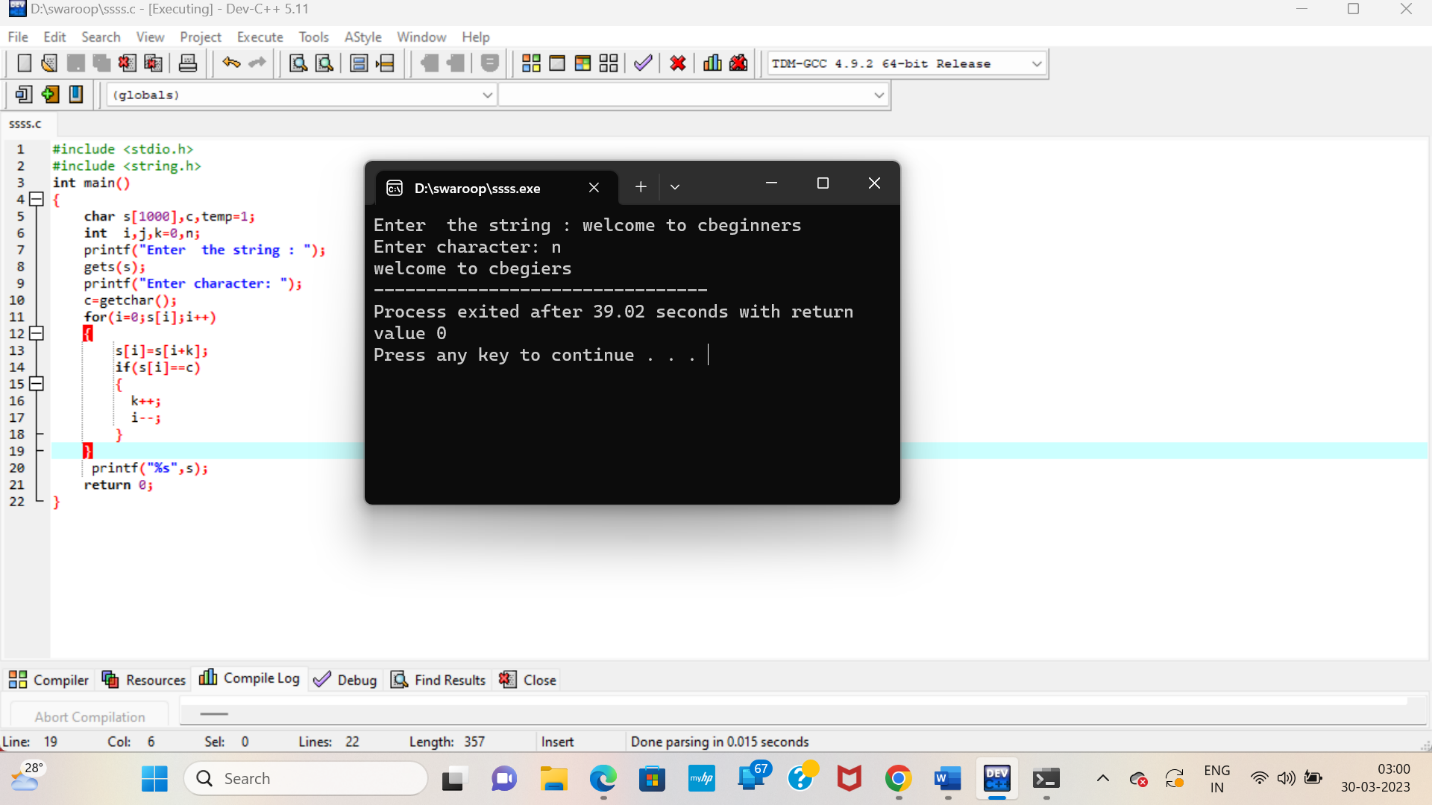 D:\swaroop\ssss.c - [Executing] - Dev-C++ 5.11
File Edit Search View Project Execute Tools AStyle Window Help
TDM-GCC 4.9.2 64-bit Release
(globals)
ssss.c
1 #include <stdio.h>
2 #include <string.h>
3 int main()
4 {
5 char s[1000],c,temp=1;
6 int i,j,k=0,n;
7 printf("Enter  the string : ");
8 gets(s);
9 printf("Enter character: ");
10 c=getchar();
11 for(i=0;s[i];i++)
12 {
13 s[i]=s[i+k];
14 if(s[i]==c)
15 {
16 k++;
17 i--;
18 }
19 }
20 printf("%s",s);
21 return 0;
22 }
D:\swaroop\ssss.exe
Enter  the string : welcome to cbeginners
Enter character: n
welcome to cbegiers
--------------------------------
Process exited after 39.02 seconds with return
value 0
Press any key to continue . . .
Compiler Resources Compile Log Debug Find Results Close
Abort Compilation
Line: 19 Col: 6 Sel: 0 Lines: 22 Length: 357 Insert Done parsing in 0.015 seconds
28° Search myhp 67 DEV C++ ENG 03:00
IN 30-03-2023